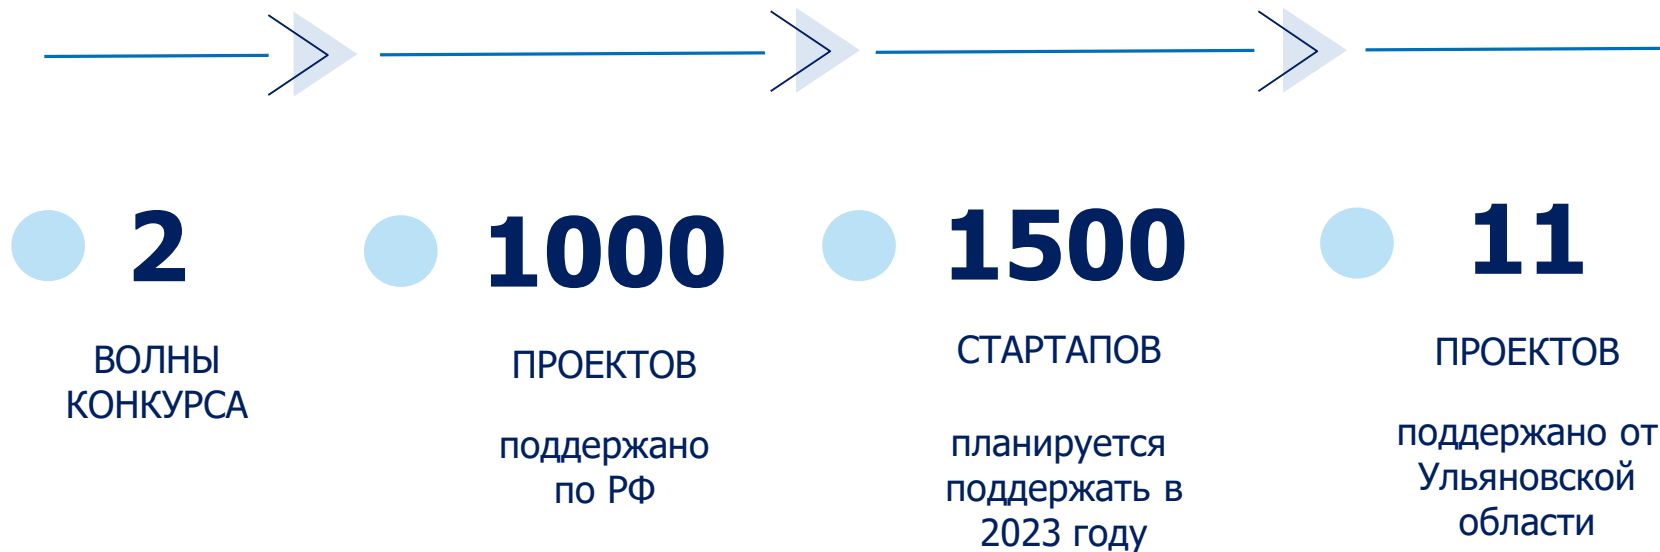 2
ВОЛНЫ
КОНКУРСА
1000
ПРОЕКТОВ
поддержано
по РФ
1500
СТАРТАПОВ
планируется
поддержать в
2023 году
11
ПРОЕКТОВ
поддержано от
Ульяновской
области